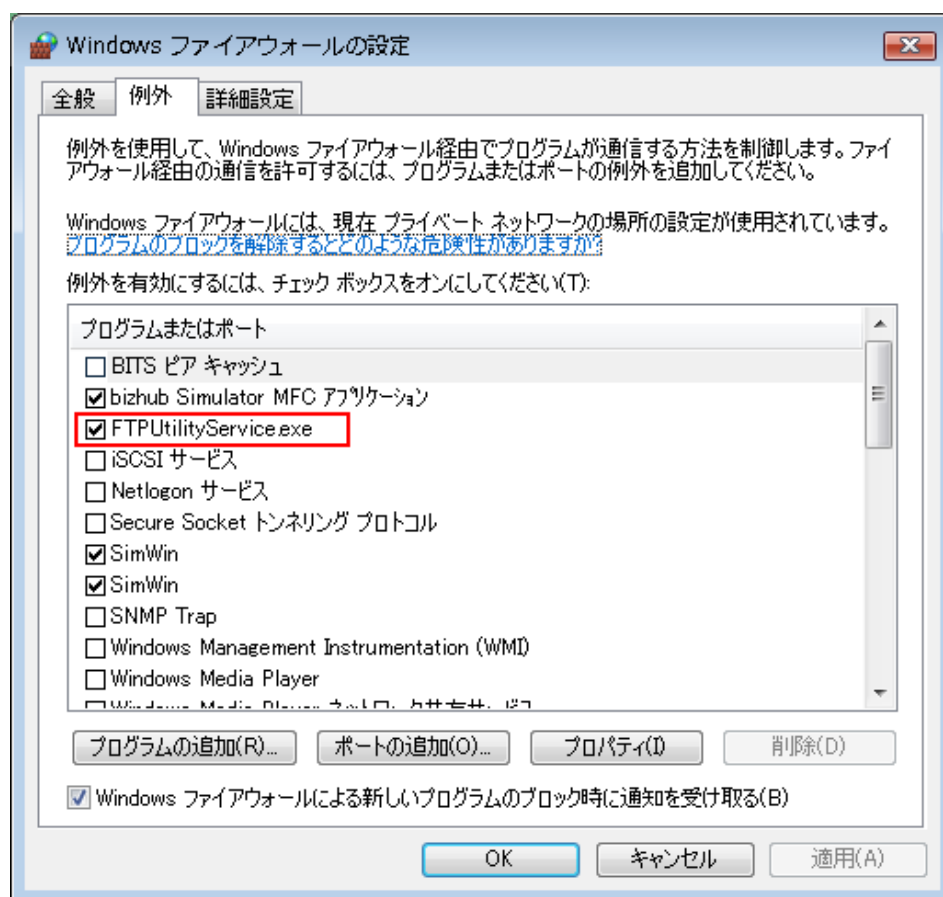 Windows ファイアウォールの設定
全般
例外
詳細設定
例外を使用して、Windows ファイアウォール経由でプログラムが通信する方法を制御します。ファイ
アウォール経由の通信を許可するには、プログラムまたはポートの例外を追加してください。
Windows ファイアウォールには、現在 プライベート ネットワークの場所の設定が使用されています。
プログラムのブロックを解除するとどのような危険性がありますか?
例外を有効にするには、チェック ボックスをオンにしてください(T):
プログラムまたはポート
BITS ピア キャッシュ
bizhub Simulator MFC アプリケーション
FTPUtilityService.exe
iSCSI サービス
Netlogon サービス
Secure Socket トンネリング プロトコル
SimWin
SimWin
SNMP Trap
Windows Management Instrumentation (WMI)
Windows Media Player
Windows Media Player ネットワーク共有サービス
プログラムの追加(R)...
ポートの追加(O)...
プロパティ(I)
削除(D)
Windows ファイアウォールによる新しいプログラムのブロック時に通知を受け取る(B)
OK
キャンセル
適用(A)